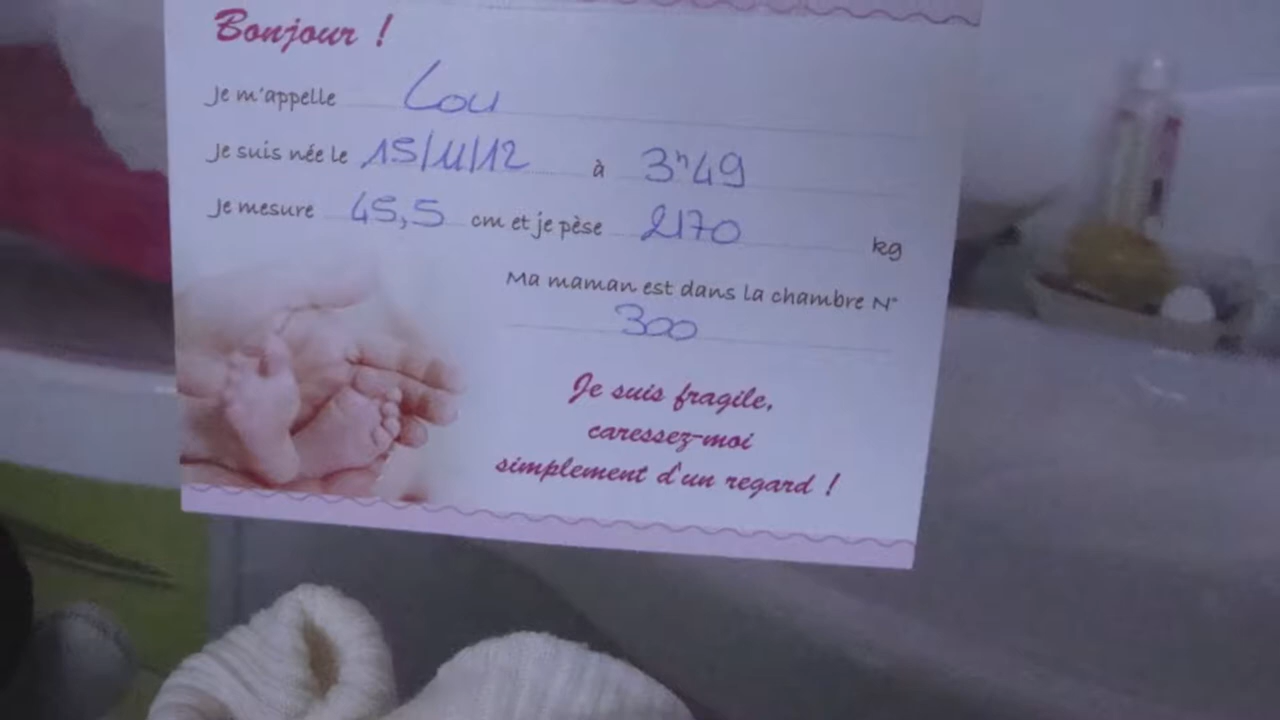 Bonjour !
Je m'appelle Lou
Je suis née le 15/11/12 à 3h49
Je mesure 45,5 cm et je pèse 2170 kg
Ma maman est dans la chambre N°
300
Je suis fragile,
caressez-moi
simplement d'un regard !